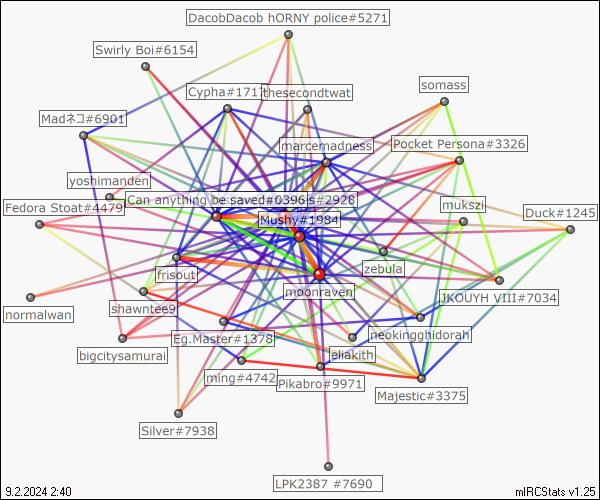 DacobDacob hORNY police#5271
Swirly Boi#6154
somass
Cypha#1717
thesecondtwat
Madネコ#6901
marcemadness
Pocket Persona#3326
yoshimanden
Can anything be saved#0396
s#2928
mukszi
Fedora Stoat#4479
Mushy#1984
Duck#1245
zebula
frisout
moonraven
JKOUYH VIII#7034
shawntee9
normalwan
neokingghidorah
Eg.Master#1378
bigcitysamurai
eliakith
ming#4742
Pikabro#9971
Majestic#3375
Silver#7938
LPK2387 #7690
9.2.2024 2:40
mIRCStats v1.25